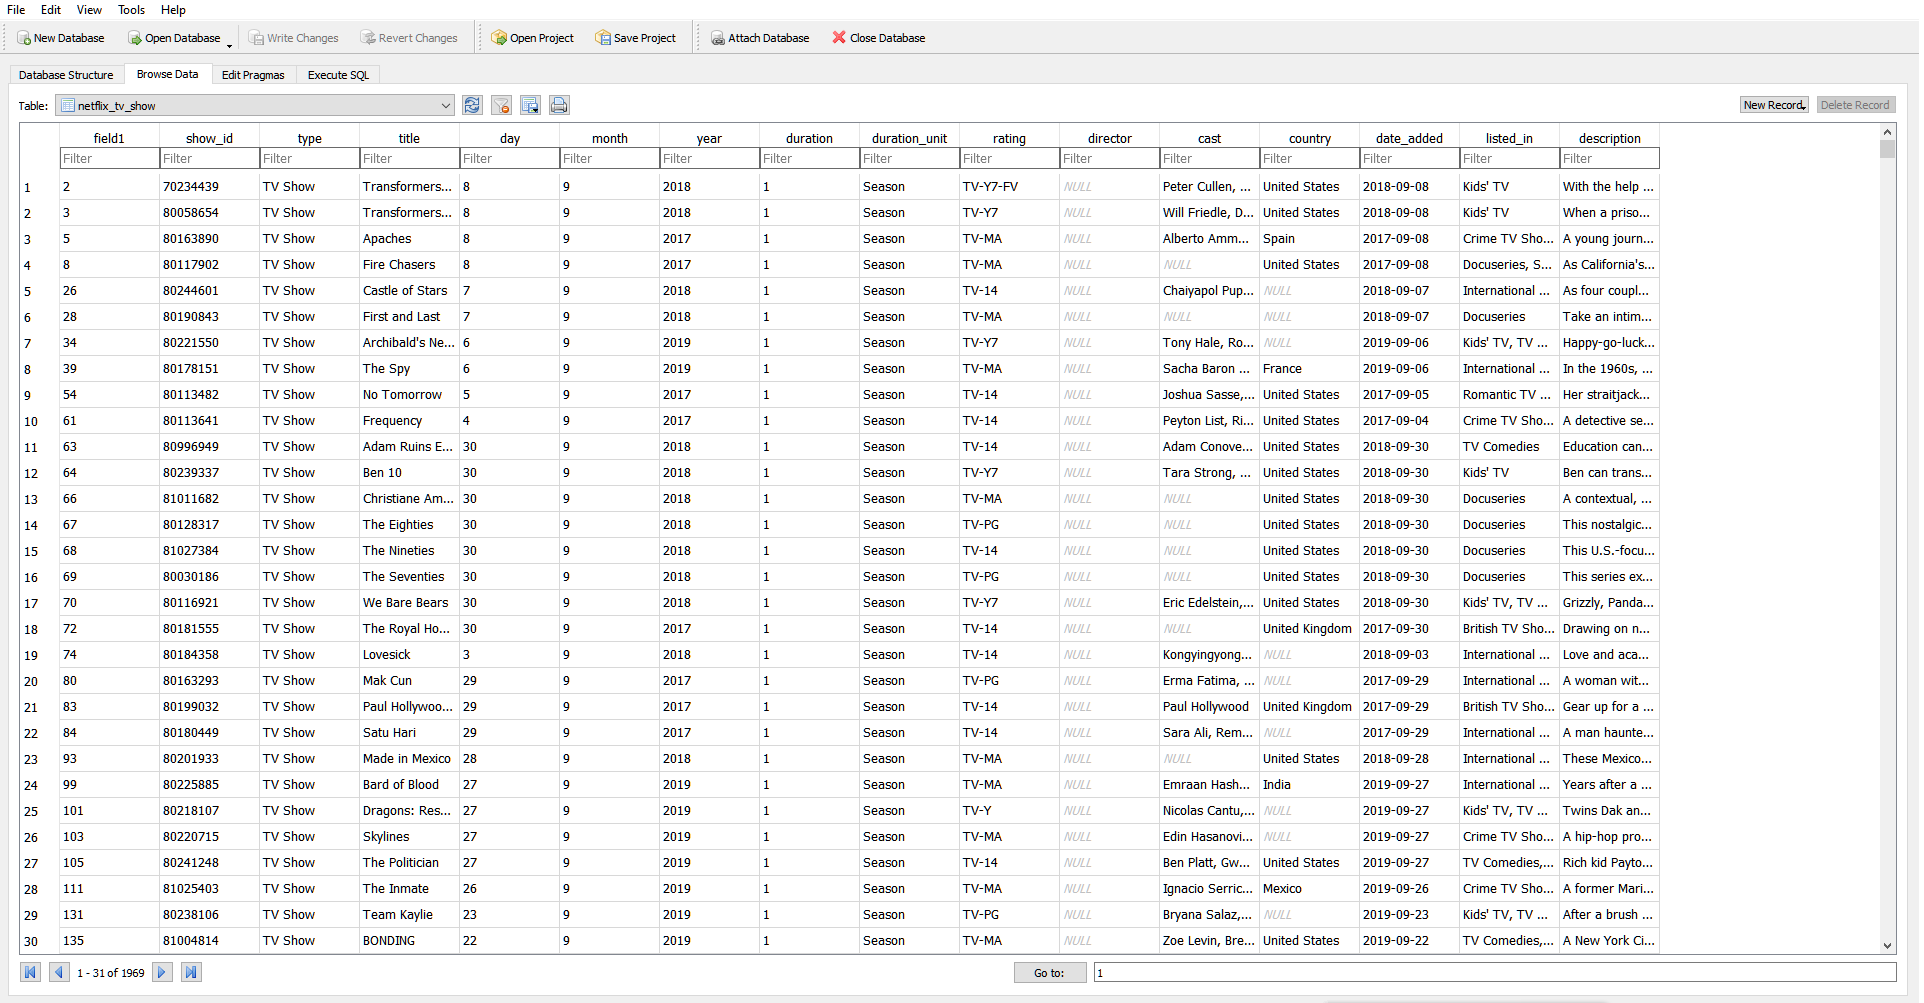 File Edit View Tools Help
New Database Open Database Write Changes Revert Changes Open Project Save Project Attach Database Close Database
Database Structure Browse Data Edit Pragmas Execute SQL
Table: netflix_tv_show New Record Delete Record
field1 show_id type title day month year duration duration_unit rating director cast country date_added listed_in description
Filter Filter Filter Filter Filter Filter Filter Filter Filter Filter Filter Filter Filter Filter Filter Filter
1 2 70234439 TV Show Transformers... 8 9 2018 1 Season TV-Y7-FV NULL Peter Cullen, ... United States 2018-09-08 Kids' TV With the help ...
2 3 80058654 TV Show Transformers... 8 9 2018 1 Season TV-Y7 NULL Will Friedle, D... United States 2018-09-08 Kids' TV When a priso...
3 5 80163890 TV Show Apaches 8 9 2017 1 Season TV-MA NULL Alberto Amm... Spain 2017-09-08 Crime TV Sho... A young journ...
4 8 80117902 TV Show Fire Chasers 8 9 2017 1 Season TV-MA NULL NULL United States 2017-09-08 Docuseries, S... As California's...
5 26 80244601 TV Show Castle of Stars 7 9 2018 1 Season TV-14 NULL Chaiyapol Pup... NULL 2018-09-07 International ... As four coupl...
6 28 80190843 TV Show First and Last 7 9 2018 1 Season TV-MA NULL NULL NULL 2018-09-07 Docuseries Take an intim...
7 34 80221550 TV Show Archibald's Ne... 6 9 2019 1 Season TV-Y7 NULL Tony Hale, Ro... NULL 2019-09-06 Kids' TV, TV ... Happy-go-luck...
8 39 80178151 TV Show The Spy 6 9 2019 1 Season TV-MA NULL Sacha Baron ... France 2019-09-06 International ... In the 1960s, ...
9 54 80113482 TV Show No Tomorrow 5 9 2017 1 Season TV-14 NULL Joshua Sasse,... United States 2017-09-05 Romantic TV ... Her straitjack...
10 61 80113641 TV Show Frequency 4 9 2017 1 Season TV-14 NULL Peyton List, Ri... United States 2017-09-04 Crime TV Sho... A detective se...
11 63 80996949 TV Show Adam Ruins E... 30 9 2018 1 Season TV-14 NULL Adam Conove... United States 2018-09-30 TV Comedies Education can...
12 64 80239337 TV Show Ben 10 30 9 2018 1 Season TV-Y7 NULL Tara Strong, ... United States 2018-09-30 Kids' TV Ben can trans...
13 66 81011682 TV Show Christiane Am... 30 9 2018 1 Season TV-MA NULL NULL United States 2018-09-30 Docuseries A contextual, ...
14 67 80128317 TV Show The Eighties 30 9 2018 1 Season TV-PG NULL NULL United States 2018-09-30 Docuseries This nostalgic...
15 68 81027384 TV Show The Nineties 30 9 2018 1 Season TV-14 NULL NULL United States 2018-09-30 Docuseries This U.S.-focu...
16 69 80030186 TV Show The Seventies 30 9 2018 1 Season TV-PG NULL NULL United States 2018-09-30 Docuseries This series ex...
17 70 80116921 TV Show We Bare Bears 30 9 2018 1 Season TV-Y7 NULL Eric Edelstein,... United States 2018-09-30 Kids' TV, TV ... Grizzly, Panda...
18 72 80181555 TV Show The Royal Ho... 30 9 2017 1 Season TV-14 NULL NULL United Kingdom 2017-09-30 British TV Sho... Drawing on n...
19 74 80184358 TV Show Lovesick 3 9 2018 1 Season TV-14 NULL Kongyingyong... NULL 2018-09-03 International ... Love and aca...
20 80 80163293 TV Show Mak Cun 29 9 2017 1 Season TV-PG NULL Erma Fatima, ... NULL 2017-09-29 International ... A woman wit...
21 83 80199032 TV Show Paul Hollywoo... 29 9 2017 1 Season TV-14 NULL Paul Hollywood United Kingdom 2017-09-29 British TV Sho... Gear up for a ...
22 84 80180449 TV Show Satu Hari 29 9 2017 1 Season TV-14 NULL Sara Ali, Rem... NULL 2017-09-29 International ... A man haunte...
23 93 80201933 TV Show Made in Mexico 28 9 2018 1 Season TV-MA NULL NULL United States 2018-09-28 International ... These Mexico...
24 99 80225885 TV Show Bard of Blood 27 9 2019 1 Season TV-MA NULL Emraan Hash... India 2019-09-27 International ... Years after a ...
25 101 80218107 TV Show Dragons: Res... 27 9 2019 1 Season TV-Y NULL Nicolas Cantu,... NULL 2019-09-27 Kids' TV, TV ... Twins Dak an...
26 103 80220715 TV Show Skylines 27 9 2019 1 Season TV-MA NULL Edin Hasanovi... NULL 2019-09-27 Crime TV Sho... A hip-hop pro...
27 105 80241248 TV Show The Politician 27 9 2019 1 Season TV-14 NULL Ben Platt, Gw... United States 2019-09-27 TV Comedies,... Rich kid Payto...
28 111 81025403 TV Show The Inmate 26 9 2019 1 Season TV-MA NULL Ignacio Serric... Mexico 2019-09-26 Crime TV Sho... A former Mari...
29 131 80238106 TV Show Team Kaylie 23 9 2019 1 Season TV-PG NULL Bryana Salaz,... NULL 2019-09-23 Kids' TV, TV ... After a brush ...
30 135 81004814 TV Show BONDING 22 9 2019 1 Season TV-MA NULL Zoe Levin, Bre... United States 2019-09-22 TV Comedies,... A New York Ci...
1 - 31 of 1969 Go to: 1